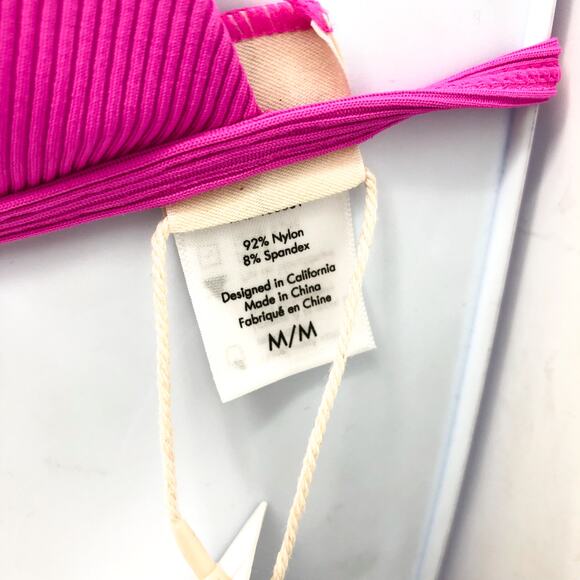 92% Nylon
8% Spandex
Designed in California
Made in China
Fabriqué en Chine
M/M